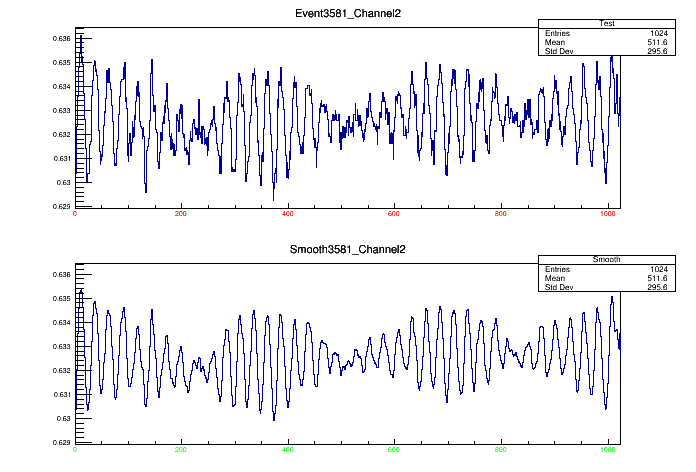 Event3581_Channel2
Test
Entries 1024
Mean 511.6
Std Dev 295.6
0.636
0.635
0.634
0.633
0.632
0.631
0.63
0.629
0 200 400 600 800 1000
Smooth3581_Channel2
Smooth
Entries 1024
Mean 511.6
Std Dev 295.6
0.636
0.635
0.634
0.633
0.632
0.631
0.63
0.629
0 200 400 600 800 1000